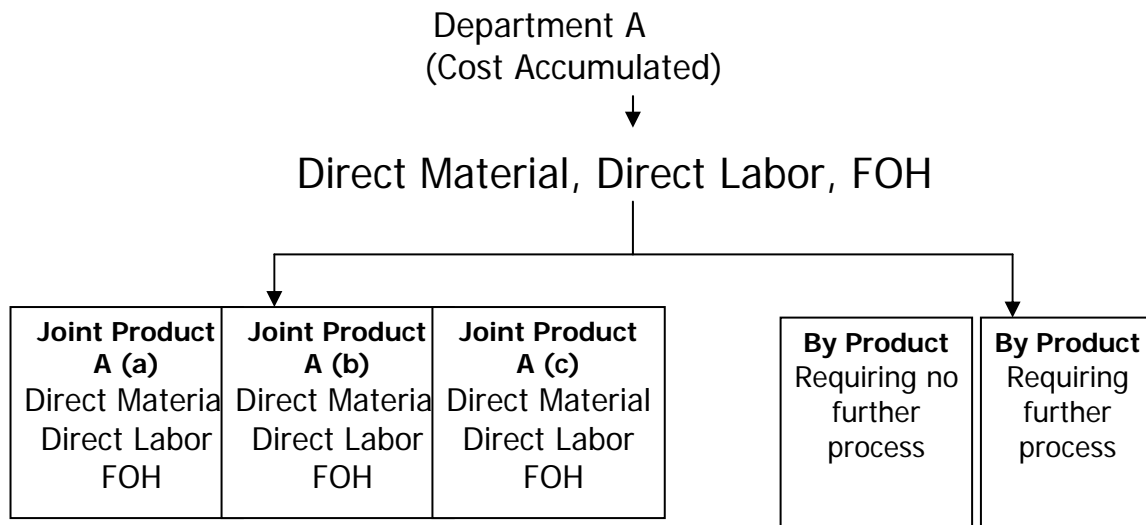 Department A
(Cost Accumulated)
Direct Material, Direct Labor, FOH
Joint Product
A (a)
Direct Materia
Direct Labor
FOH
Joint Product
A (b)
Direct Materia
Direct Labor
FOH
Joint Product
A (c)
Direct Material
Direct Labor
FOH
By Product
Requiring no
further
process
By Product
Requiring
further
process